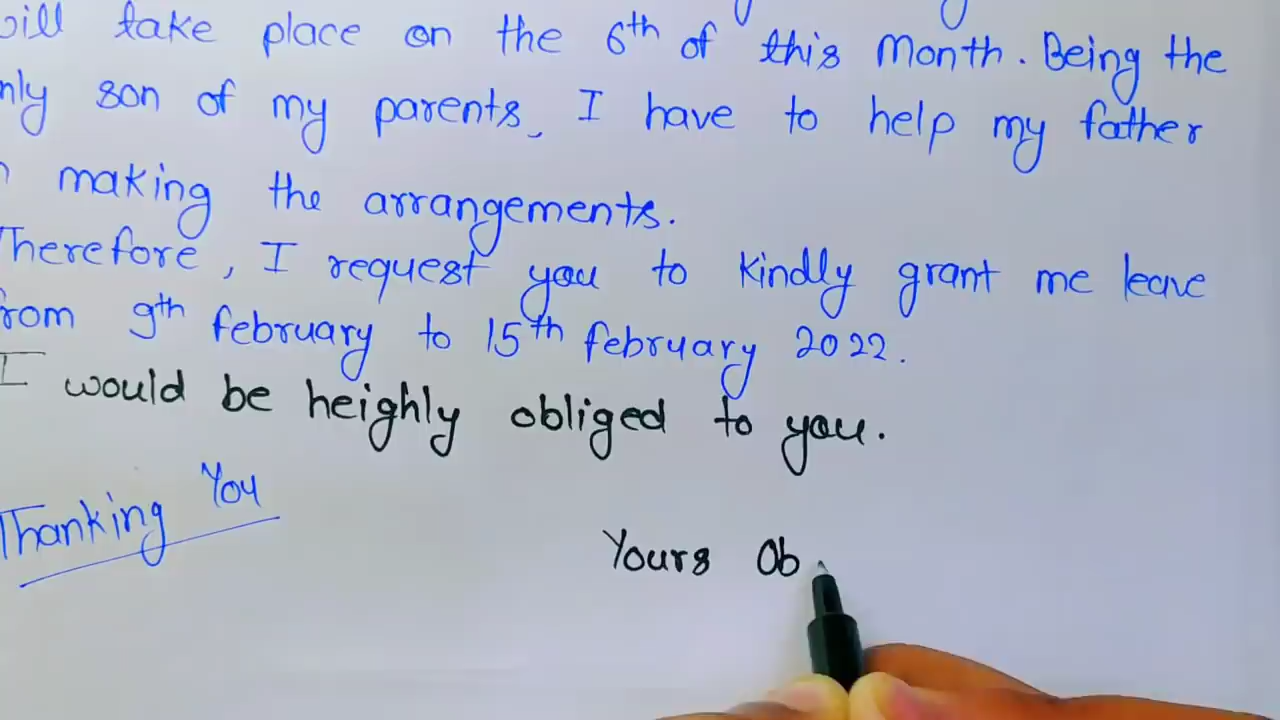 will take place on the 6th of this Month. Being the
nly son of my parents, I have to help my father
making the arrangements.
Therefore, I request you to kindly grant me leave
from 9th february to 15th february 2022.
I would be heighly obliged to you.
Thanking You
Yours Ob